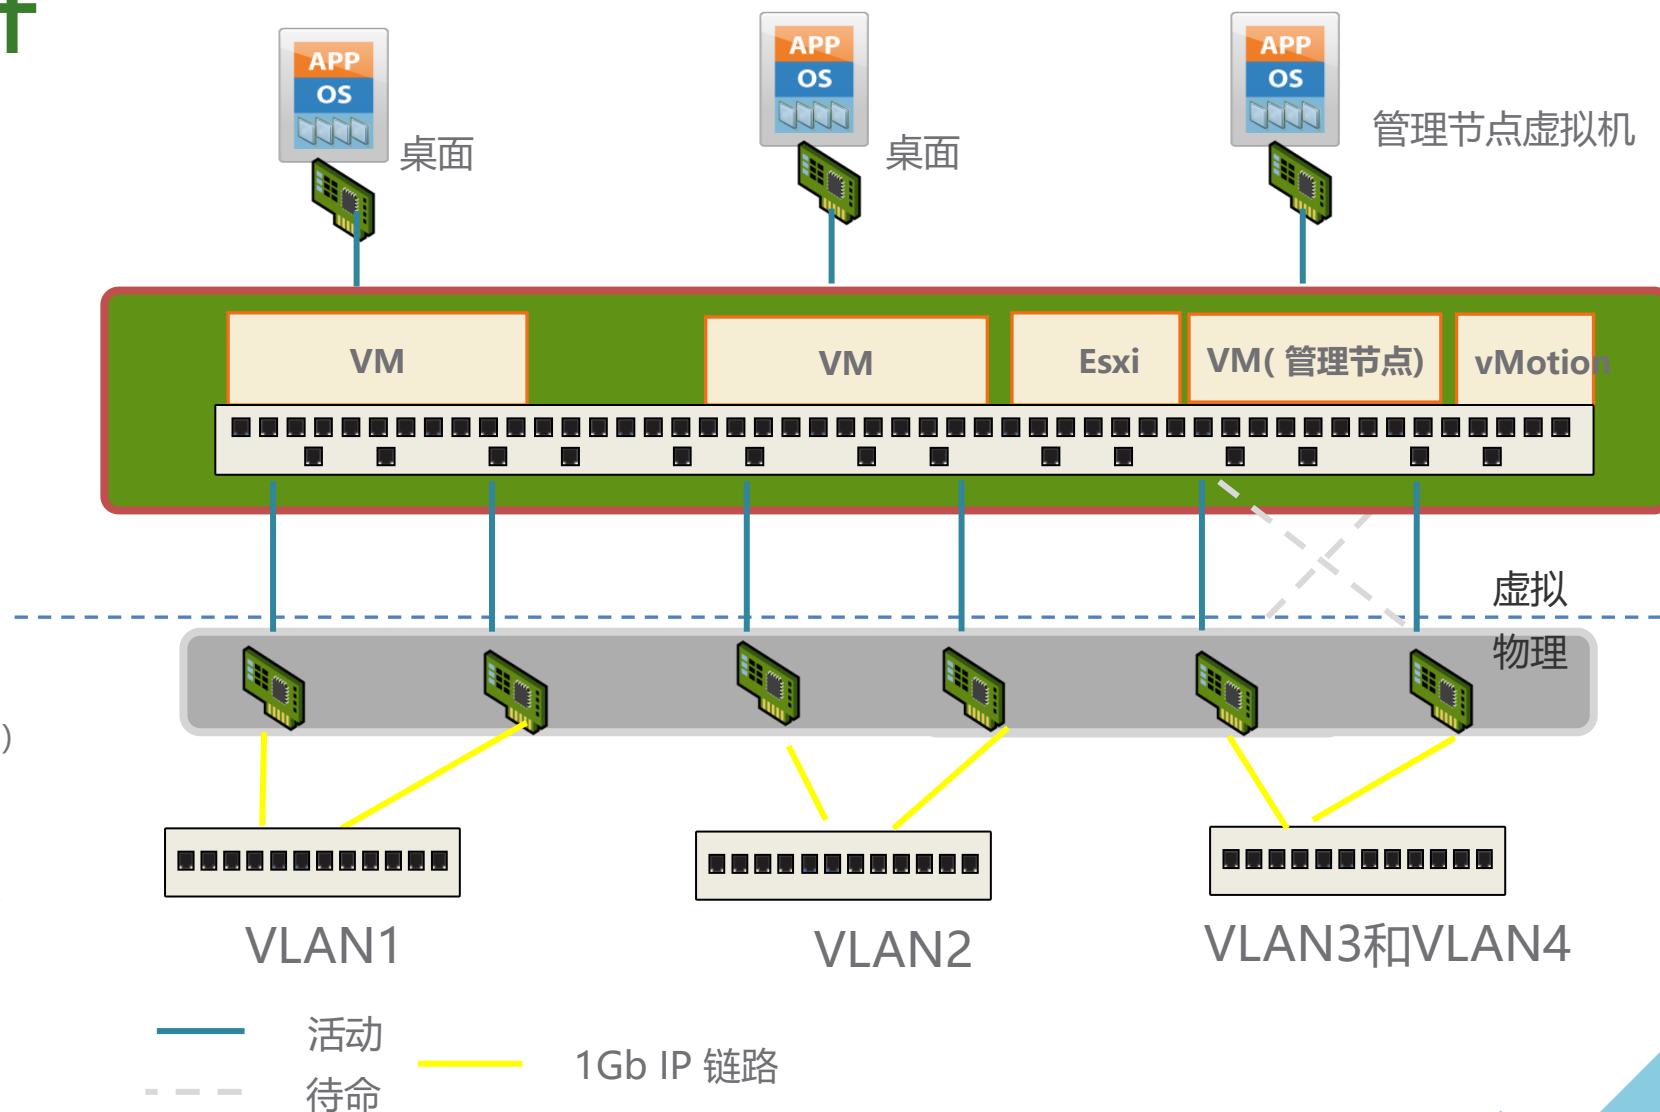 APP
OS
桌面
APP
OS
桌面
APP
OS
管理节点虚拟机
VM
VM
Esxi
VM( 管理节点)
vMotion
虚拟
物理
)
VLAN1
VLAN2
VLAN3和VLAN4
活动
1Gb IP 链路
待命